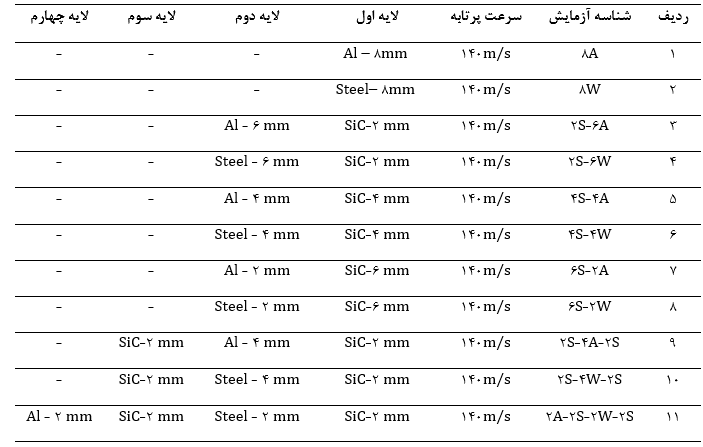 ردیف شناسه آزمایش سرعت پرتابه لایه اول لایه دوم لایه سوم لایه چهارم
۱ ۸A ۱۴۰m/s Al – ۸mm - - -
۲ ۸W ۱۴۰m/s Steel– ۸mm - - -
۳ ۲S-۶A ۱۴۰m/s SiC-۲ mm Al - ۶ mm - -
۴ ۲S-۶W ۱۴۰m/s SiC-۲ mm Steel - ۶ mm - -
۵ ۴S-۴A ۱۴۰m/s SiC-۴ mm Al - ۴ mm - -
۶ ۴S-۴W ۱۴۰m/s SiC-۴ mm Steel - ۴ mm - -
۷ ۶S-۲A ۱۴۰m/s SiC-۶ mm Al - ۲ mm - -
۸ ۶S-۲W ۱۴۰m/s SiC-۶ mm Steel - ۲ mm - -
۹ ۲S-۴A-۲S ۱۴۰m/s SiC-۲ mm Al - ۴ mm SiC-۲ mm -
۱۰ ۲S-۴W-۲S ۱۴۰m/s SiC-۲ mm Steel - ۴ mm SiC-۲ mm -
۱۱ ۲A-۲S-۲W-۲S ۱۴۰m/s SiC-۲ mm Steel - ۲ mm SiC-۲ mm Al - ۲ mm